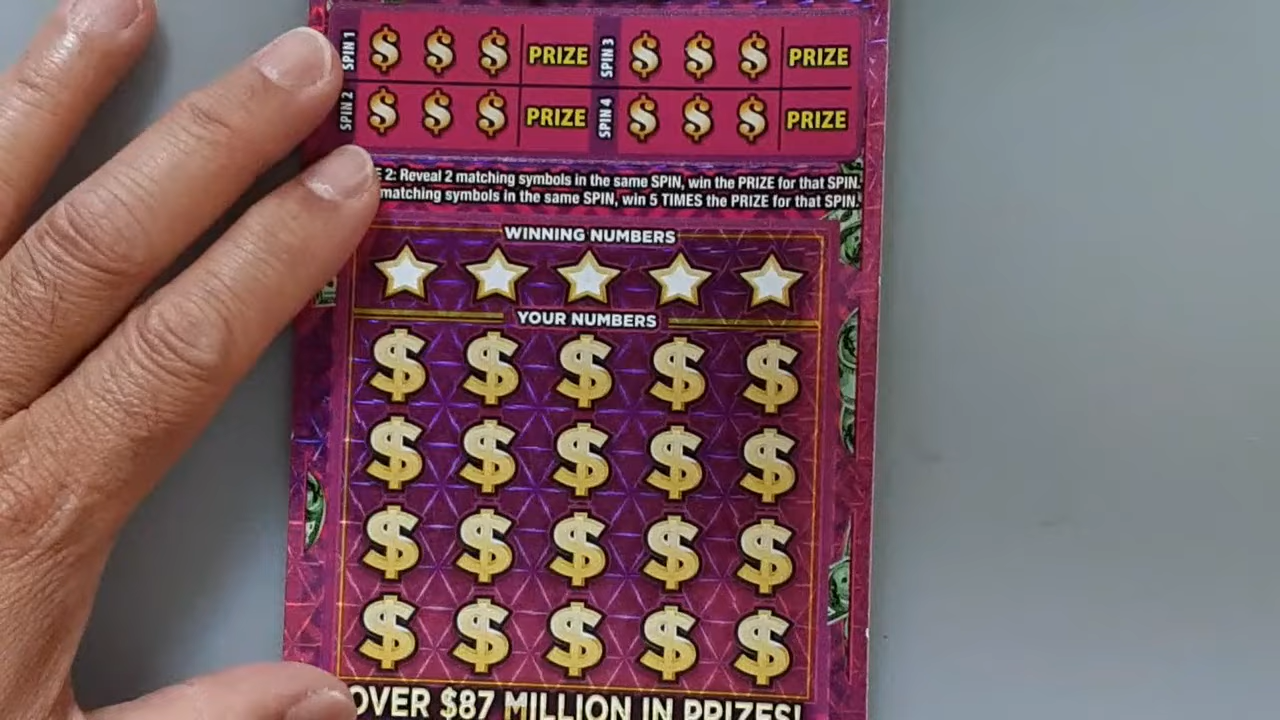 SPIN 1 $ $ $ PRIZE SPIN 3 $ $ $ PRIZE
SPIN 2 $ $ $ PRIZE SPIN 4 $ $ $ PRIZE
2: Reveal 2 matching symbols in the same SPIN, win the PRIZE for that SPIN.
matching symbols in the same SPIN, win 5 TIMES the PRIZE for that SPIN.
WINNING NUMBERS
YOUR NUMBERS
$ $ $ $ $
$ $ $ $ $
$ $ $ $ $
$ $ $ $ $
OVER $87 MILLION IN PRIZES!